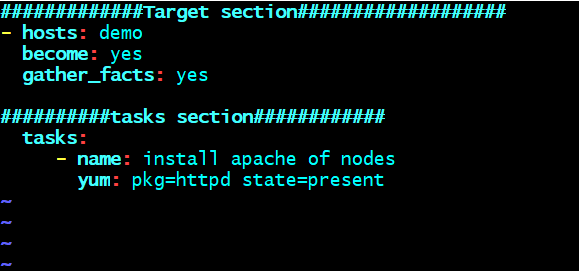 #############Target section###################
- hosts: demo
  become: yes
  gather_facts: yes

##########tasks section############
  tasks:
     - name: install apache of nodes
       yum: pkg=httpd state=present
~
~
~
~